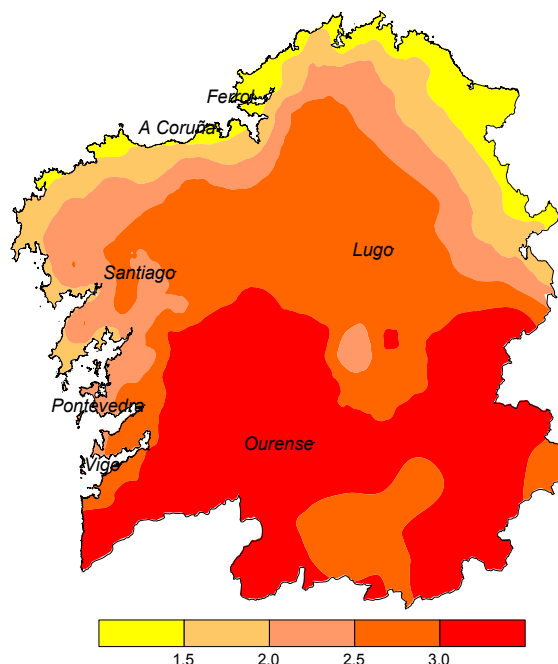 Ferrol
A Coruña
Lugo
Santiago
Pontevedra
Ourense
Vigo
1.5 2.0 2.5 3.0